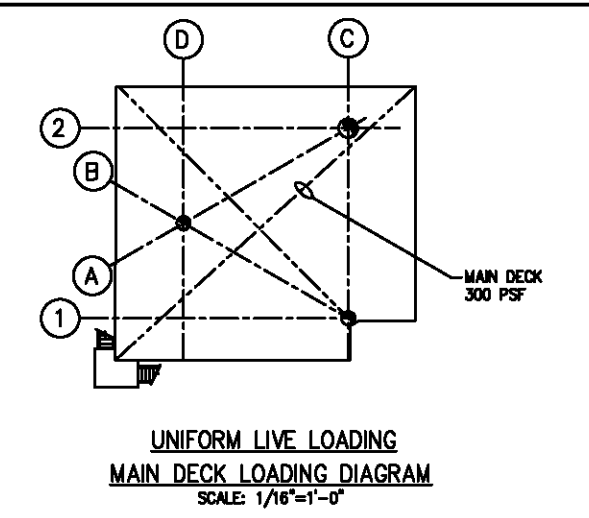 D
C
2
B
A
1
MAIN DECK
300 PSF
UNIFORM LIVE LOADING
MAIN DECK LOADING DIAGRAM
SCALE: 1/16"=1'-0"